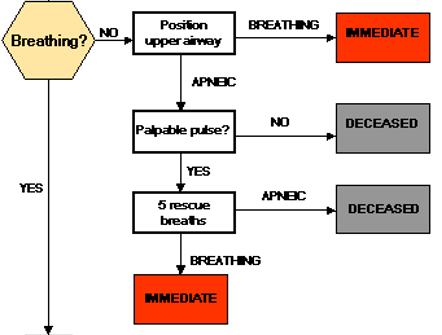 Breathing?
NO
Position
upper airway
BREATHING
IMMEDIATE
APNEIC
Palpable pulse?
NO
DECEASED
YES
YES
5 rescue
breaths
APNEIC
DECEASED
BREATHING
IMMEDIATE